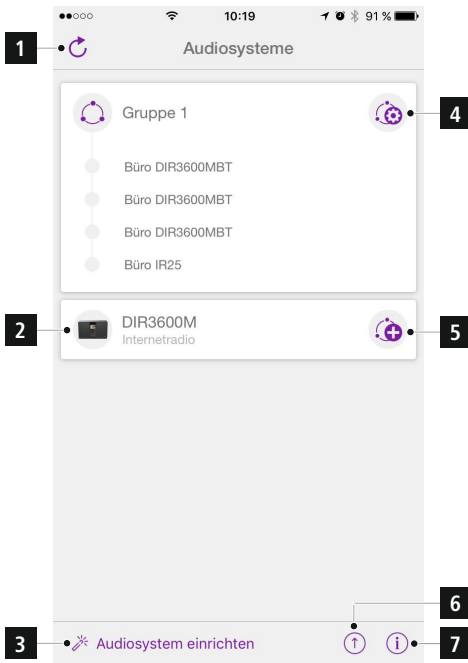 10:19
91 %
1
Audiosysteme
Gruppe 1
4
Büro DIR3600MBT
Büro DIR3600MBT
Büro DIR3600MBT
Büro IR25
2
DIR3600M
Internetradio
5
6
3
Audiosystem einrichten
7